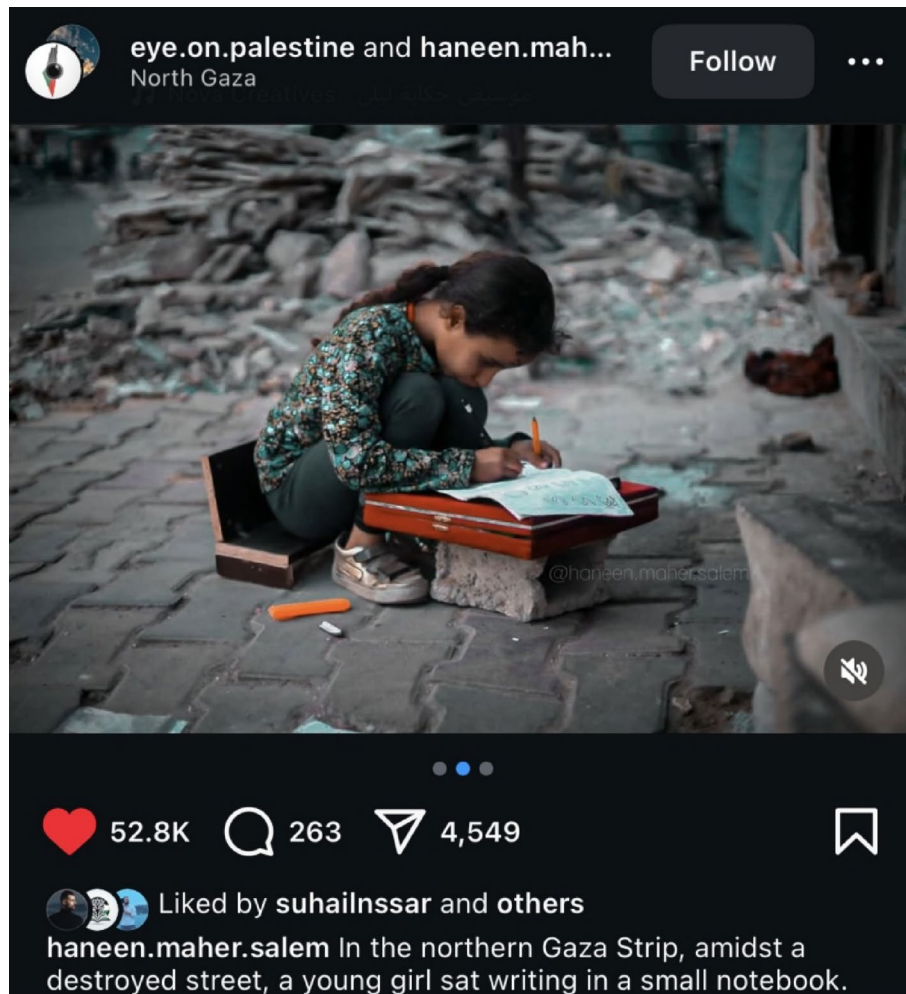 eye.on.palestine and haneen.mah...
Follow
North Gaza
@haneen.maher.salem
52.8K
263
4,549
Liked by suhailnssar and others
haneen.maher.salem In the northern Gaza Strip, amidst a
destroyed street, a young girl sat writing in a small notebook.